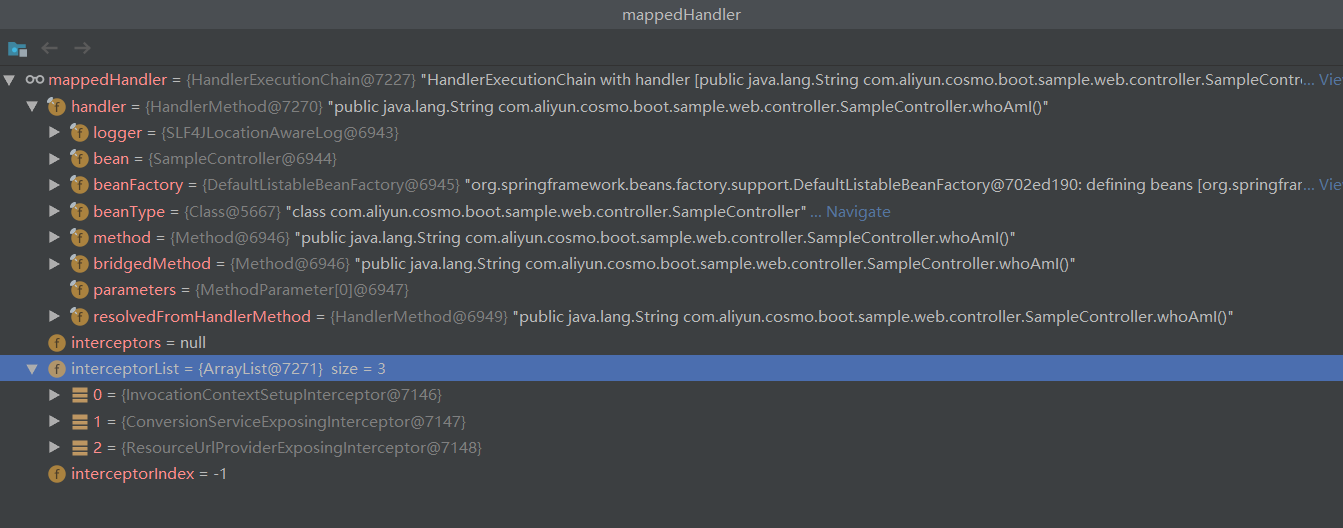 mappedHandler
mappedHandler = {HandlerExecutionChain@7227} "HandlerExecutionChain with handler [public java.lang.String com.aliyun.cosmo.boot.sample.web.controller.SampleContr... View
handler = {HandlerMethod@7270} "public java.lang.String com.aliyun.cosmo.boot.sample.web.controller.SampleController.whoAmI()"
logger = {SLF4JLocationAwareLog@6943}
bean = {SampleController@6944}
beanFactory = {DefaultListableBeanFactory@6945} "org.springframework.beans.factory.support.DefaultListableBeanFactory@702ed190: defining beans [org.springfram... View
beanType = {Class@5667} "class com.aliyun.cosmo.boot.sample.web.controller.SampleController" ... Navigate
method = {Method@6946} "public java.lang.String com.aliyun.cosmo.boot.sample.web.controller.SampleController.whoAmI()"
bridgedMethod = {Method@6946} "public java.lang.String com.aliyun.cosmo.boot.sample.web.controller.SampleController.whoAmI()"
parameters = {MethodParameter[0]@6947}
resolvedFromHandlerMethod = {HandlerMethod@6949} "public java.lang.String com.aliyun.cosmo.boot.sample.web.controller.SampleController.whoAmI()"
interceptors = null
interceptorList = {ArrayList@7271} size = 3
0 = {InvocationContextSetupInterceptor@7146}
1 = {ConversionServiceExposingInterceptor@7147}
2 = {ResourceUrlProviderExposingInterceptor@7148}
interceptorIndex = -1